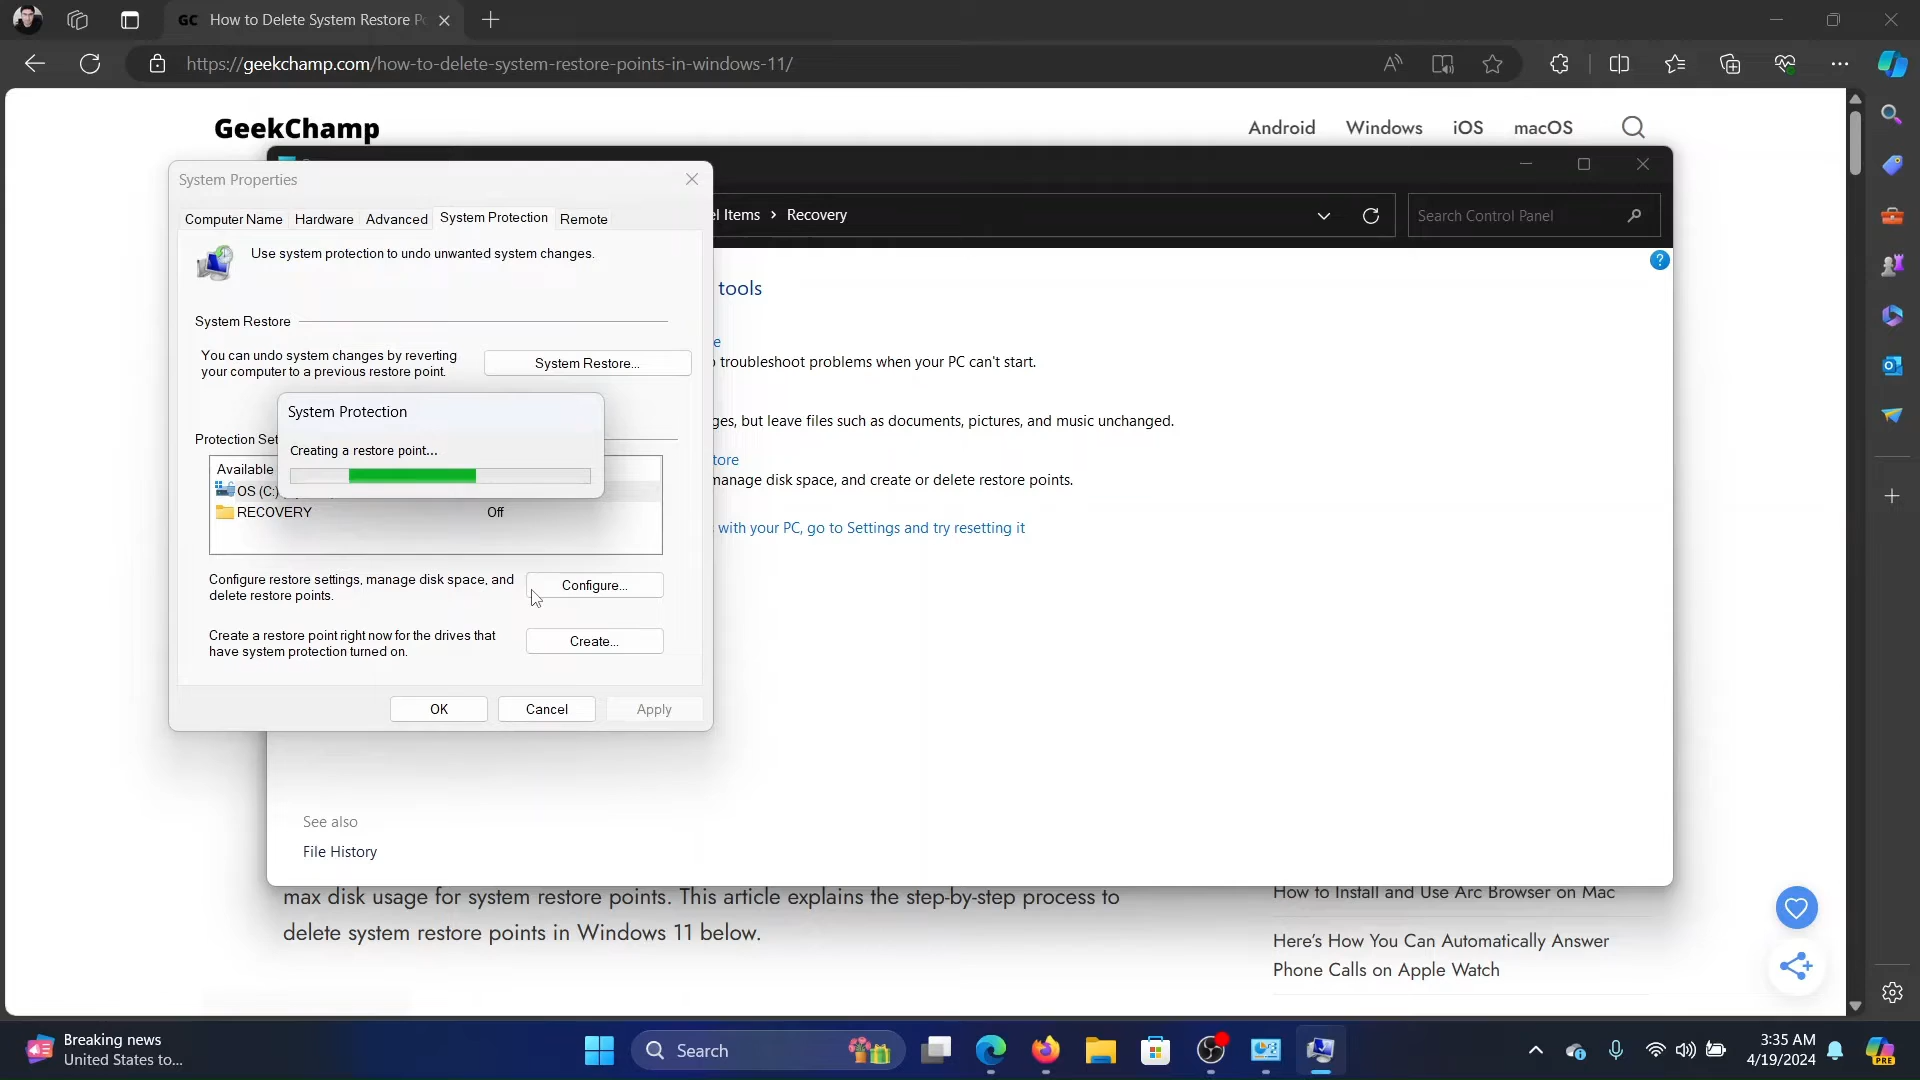 GC How to Delete System Restore Po
https://geekchamp.com/how-to-delete-system-restore-points-in-windows-11/
GeekChamp
Android Windows iOS macOS
System Properties
Computer Name Hardware Advanced System Protection Remote
Use system protection to undo unwanted system changes.
System Restore
You can undo system changes by reverting
your computer to a previous restore point.
System Restore...
System Protection
Creating a restore point...
Protection Set
Available
OS (C:)
RECOVERY Off
Configure restore settings, manage disk space, and
delete restore points.
Configure...
Create a restore point right now for the drives that
have system protection turned on.
Create...
OK Cancel Apply
el Items > Recovery
Search Control Panel
?
tools
e
troubleshoot problems when your PC can't start.
ges, but leave files such as documents, pictures, and music unchanged.
tore
manage disk space, and create or delete restore points.
with your PC, go to Settings and try resetting it
See also
File History
max disk usage for system restore points. This article explains the step-by-step process to
delete system restore points in Windows 11 below.
How to Install and Use Arc Browser on Mac
Here's How You Can Automatically Answer
Phone Calls on Apple Watch
Breaking news
United States to...
Search
3:35 AM
4/19/2024
PRE